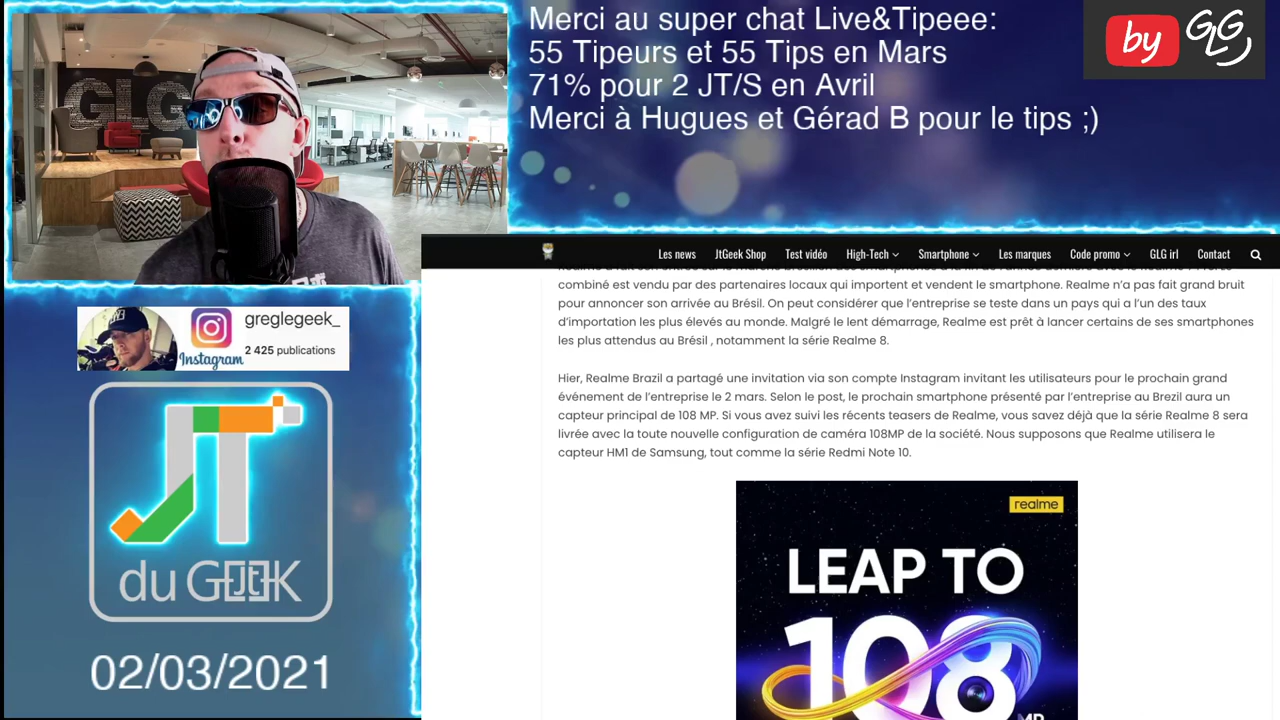 Merci au super chat Live&Tipeee:
55 Tipeurs et 55 Tips en Mars
71% pour 2 JT/S en Avril
Merci à Hugues et Gérad B pour le tips ;)
by GLG
GLG
greglegeek_
Instagram
2 425 publications
JT
du GEEK
02/03/2021
Les news JtGeek Shop Test vidéo High-Tech Smartphone Les marques Code promo GLG irl Contact
combiné est vendu par des partenaires locaux qui importent et vendent le smartphone. Realme n'a pas fait grand bruit
pour annoncer son arrivée au Brésil. On peut considérer que l'entreprise se teste dans un pays qui a l'un des taux
d'importation les plus élevés au monde. Malgré le lent démarrage, Realme est prêt à lancer certains de ses smartphones
les plus attendus au Brésil , notamment la série Realme 8.
Hier, Realme Brazil a partagé une invitation via son compte Instagram invitant les utilisateurs pour le prochain grand
événement de l'entreprise le 2 mars. Selon le post, le prochain smartphone présenté par l'entreprise au Brezil aura un
capteur principal de 108 MP. Si vous avez suivi les récents teasers de Realme, vous savez déjà que la série Realme 8 sera
livrée avec la toute nouvelle configuration de caméra 108MP de la société. Nous supposons que Realme utilisera le
capteur HM1 de Samsung, tout comme la série Redmi Note 10.
realme
LEAP TO
108
MP